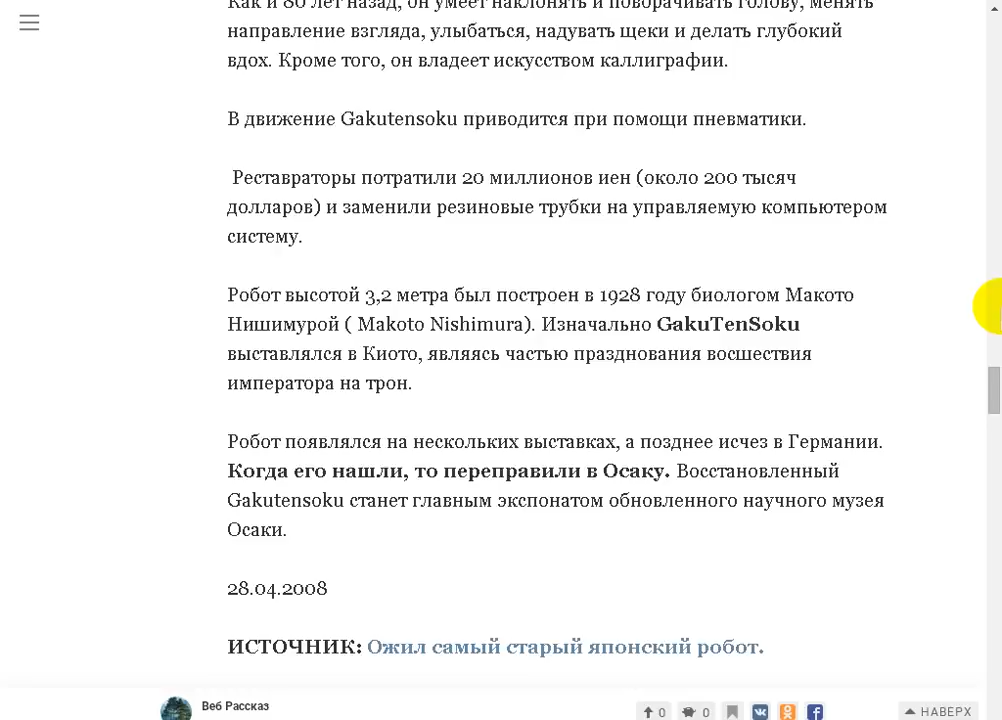 Как и 80 лет назад, он умеет наклонять и поворачивать голову, менять
направление взгляда, улыбаться, надувать щеки и делать глубокий
вдох. Кроме того, он владеет искусством каллиграфии.
В движение Gakutensoku приводится при помощи пневматики.
Реставраторы потратили 20 миллионов иен (около 200 тысяч
долларов) и заменили резиновые трубки на управляемую компьютером
систему.
Робот высотой 3,2 метра был построен в 1928 году биологом Макото
Нишимурой ( Makoto Nishimura). Изначально GakuTenSoku
выставлялся в Киото, являясь частью празднования восшествия
императора на трон.
Робот появлялся на нескольких выставках, а позднее исчез в Германии.
Когда его нашли, то переправили в Осаку. Восстановленный
Gakutensoku станет главным экспонатом обновленного научного музея
Осаки.
28.04.2008
ИСТОЧНИК: Ожил самый старый японский робот.
Веб Рассказ
0 0 НАВЕРХ